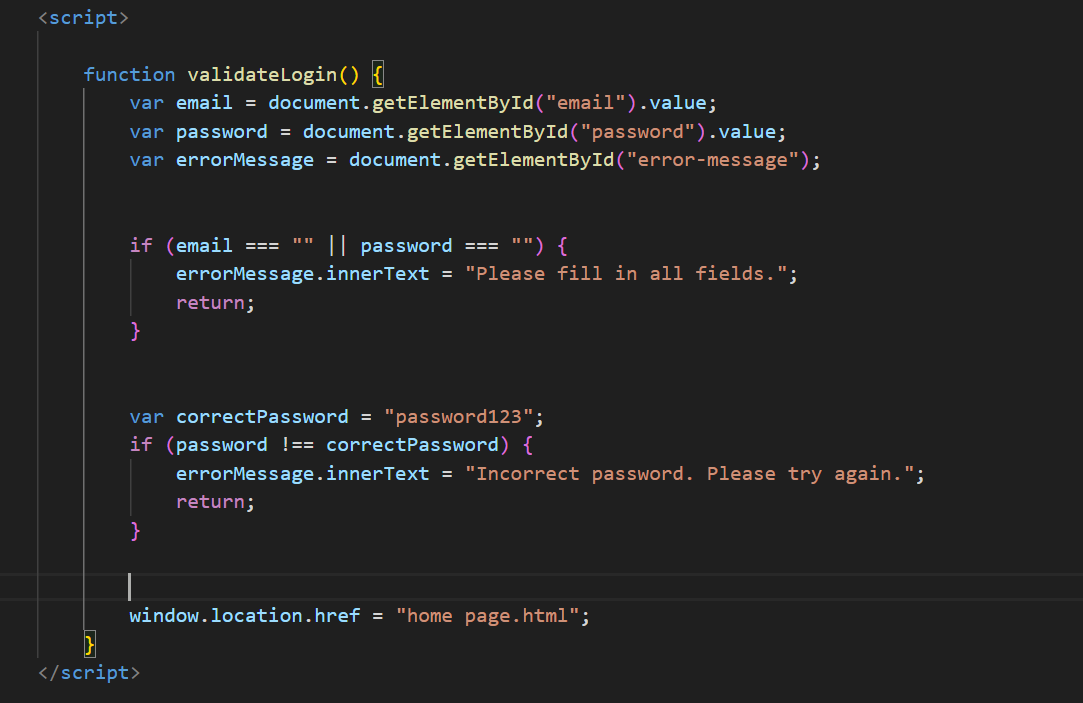 <script>
function validateLogin() {
var email = document.getElementById("email").value;
var password = document.getElementById("password").value;
var errorMessage = document.getElementById("error-message");
if (email === "" || password === "") {
errorMessage.innerText = "Please fill in all fields.";
return;
}
var correctPassword = "password123";
if (password !== correctPassword) {
errorMessage.innerText = "Incorrect password. Please try again.";
return;
}
window.location.href = "home page.html";
}
</script>